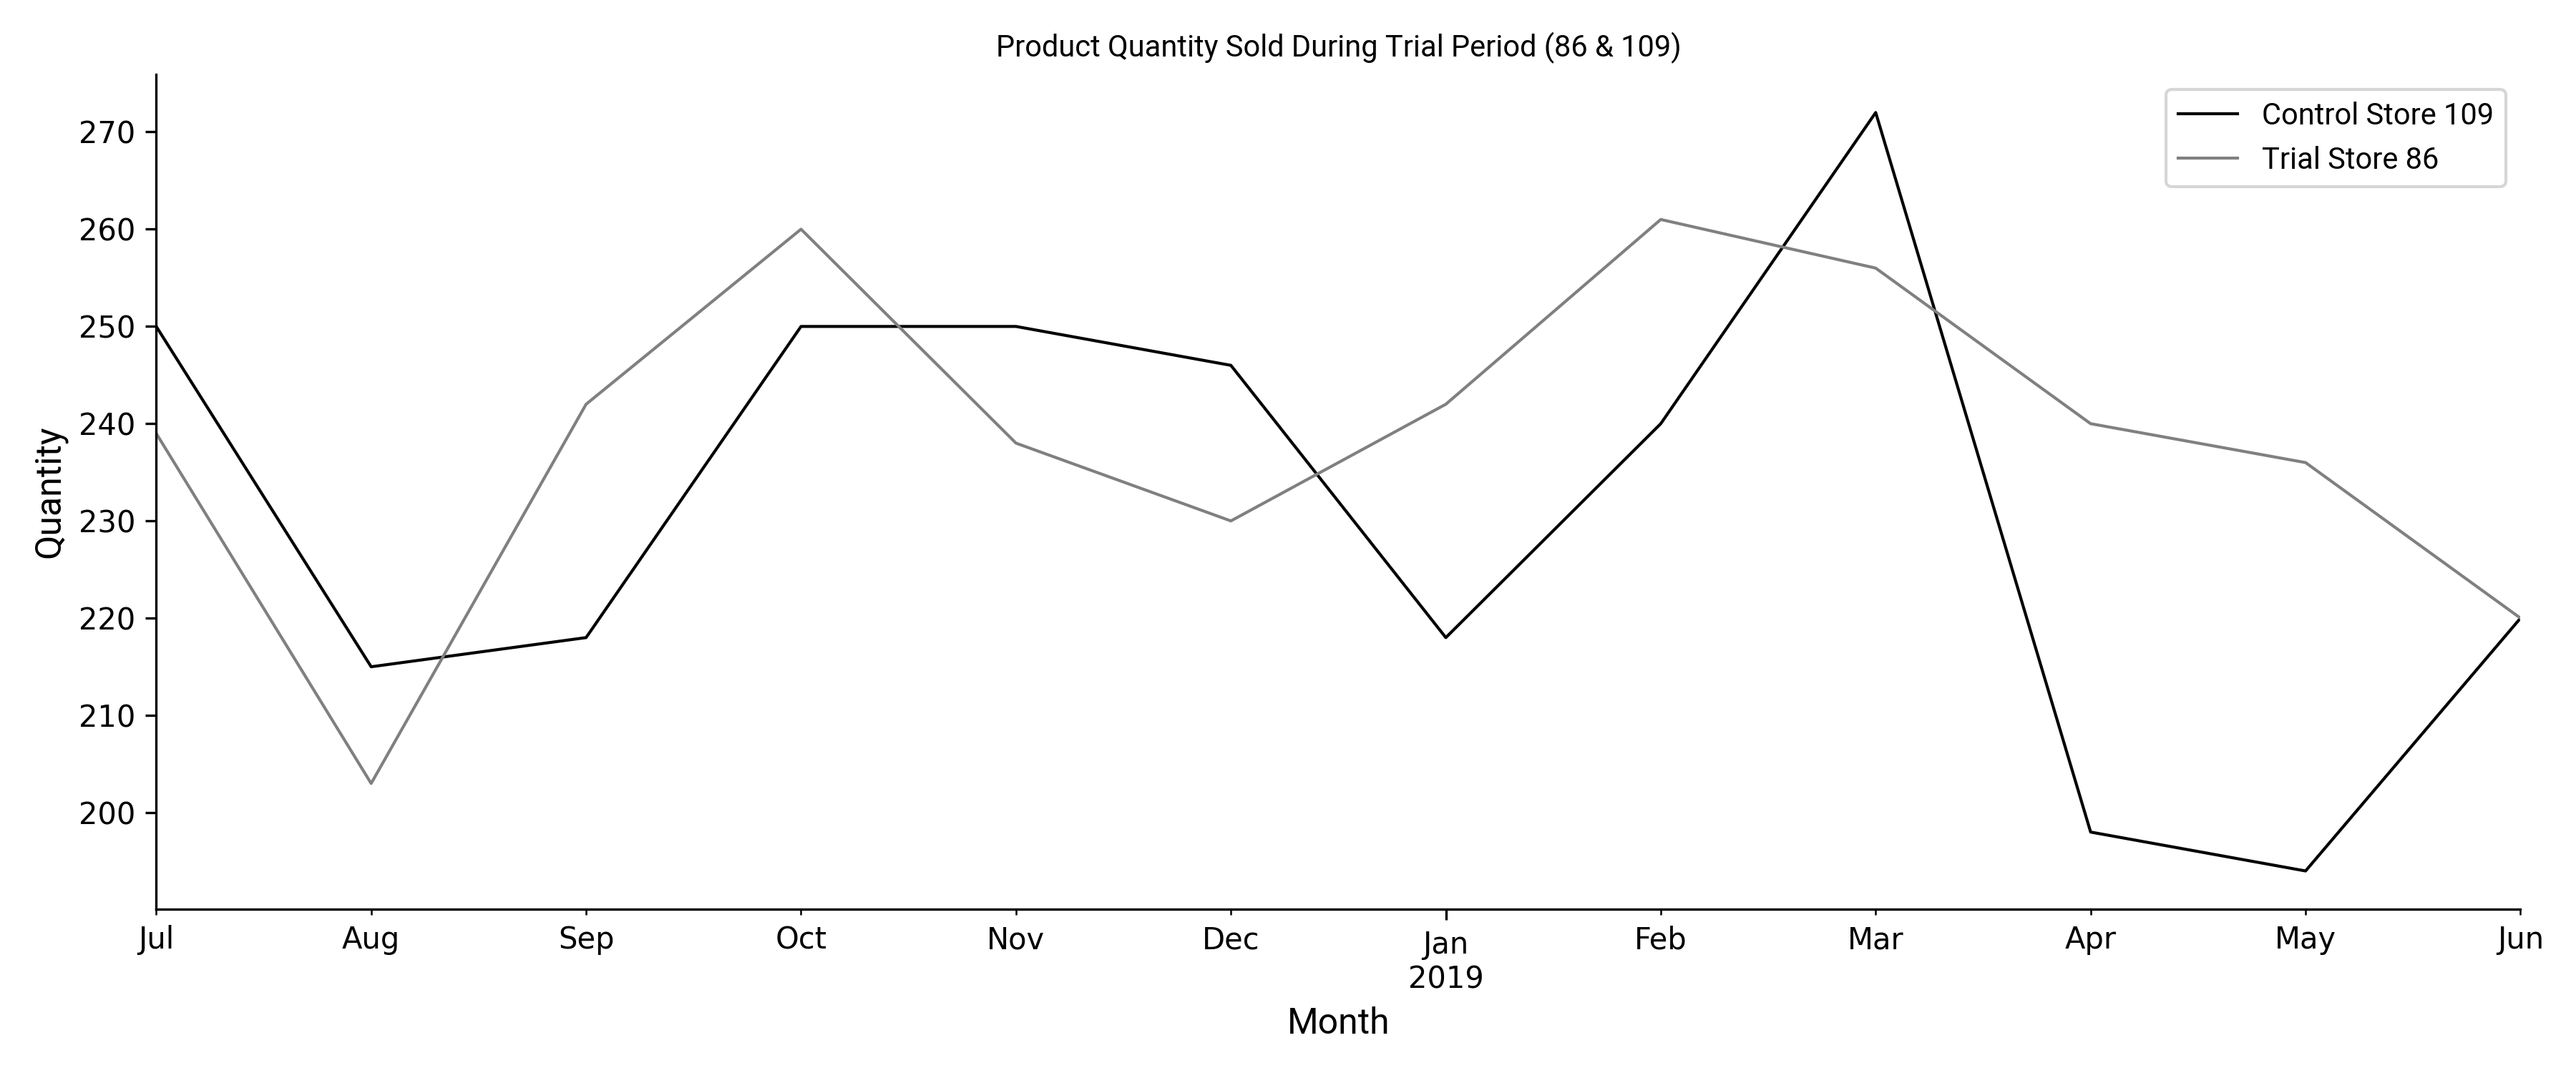 Product Quantity Sold During Trial Period (86 & 109)
Control Store 109
Trial Store 86
Quantity
270
260
250
240
230
220
210
200
Jul Aug Sep Oct Nov Dec Jan Feb Mar Apr May Jun
2019
Month